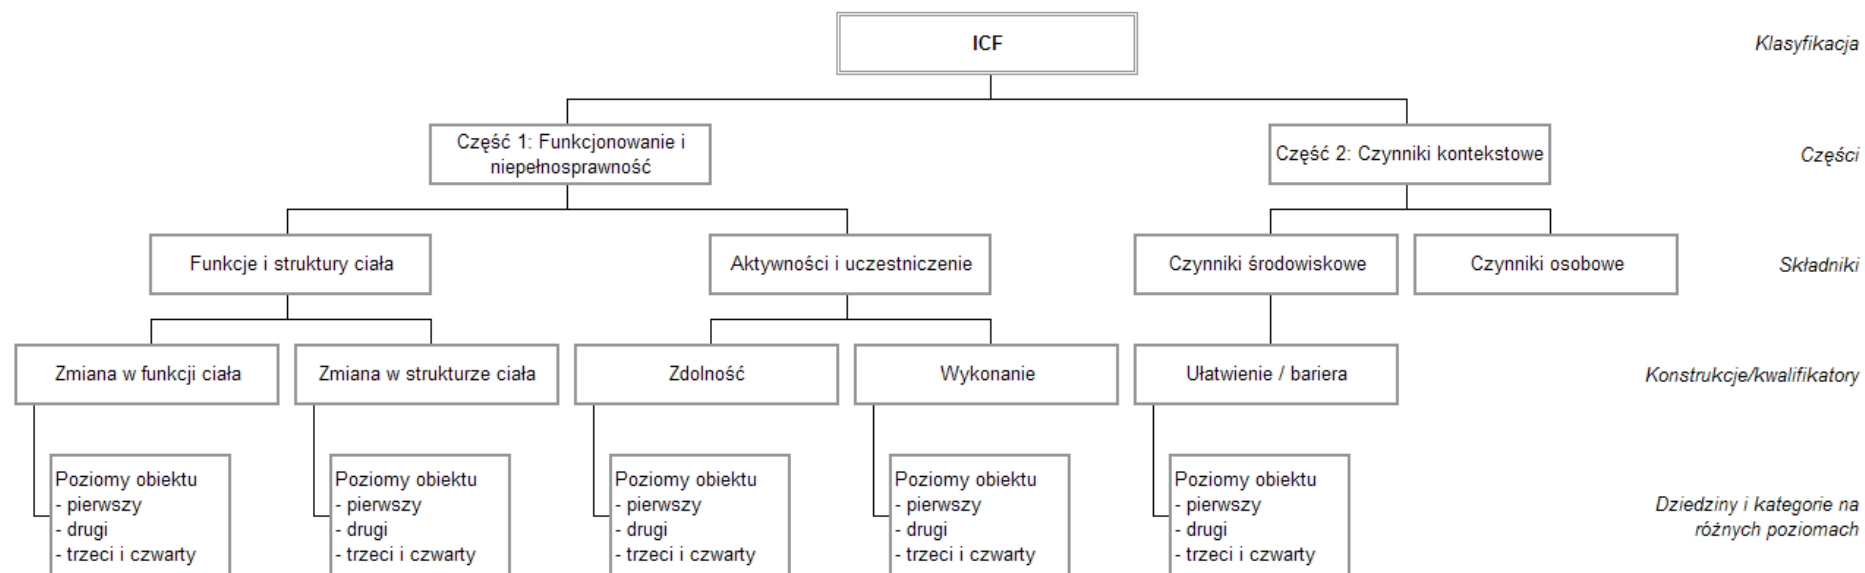 ICF
Klasyfikacja
Część 1: Funkcjonowanie i
niepełnosprawność
Część 2: Czynniki kontekstowe
Części
Funkcje i struktury ciała
Aktywności i uczestniczenie
Czynniki środowiskowe
Czynniki osobowe
Składniki
Zmiana w funkcji ciała
Zmiana w strukturze ciała
Zdolność
Wykonanie
Ułatwienie / bariera
Konstrukcje/kwalifikatory
Poziomy obiektu
- pierwszy
- drugi
- trzeci i czwarty
Poziomy obiektu
- pierwszy
- drugi
- trzeci i czwarty
Poziomy obiektu
- pierwszy
- drugi
- trzeci i czwarty
Poziomy obiektu
- pierwszy
- drugi
- trzeci i czwarty
Poziomy obiektu
- pierwszy
- drugi
- trzeci i czwarty
Dziedziny i kategorie na
różnych poziomach